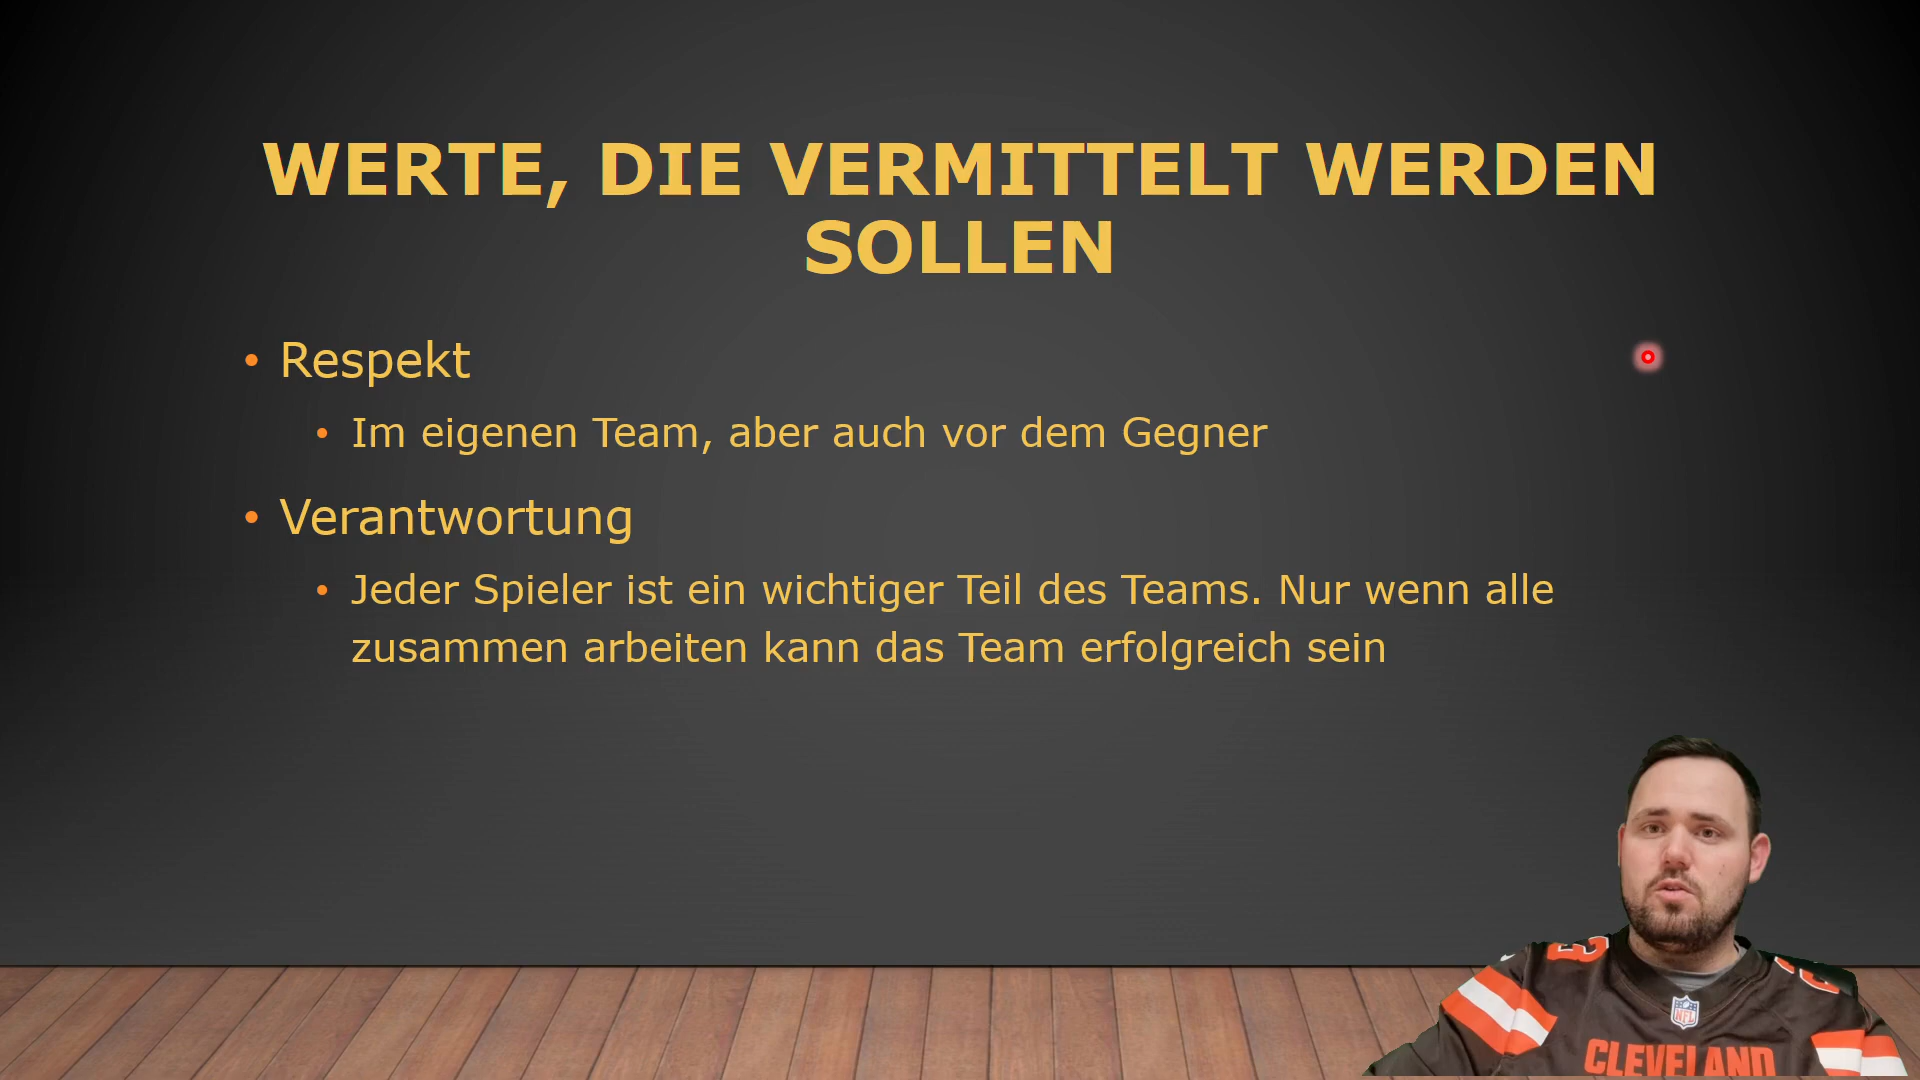 WERTE, DIE VERMITTELT WERDEN
SOLLEN
• Respekt
• Im eigenen Team, aber auch vor dem Gegner
• Verantwortung
• Jeder Spieler ist ein wichtiger Teil des Teams. Nur wenn alle
zusammen arbeiten kann das Team erfolgreich sein
NFL
CLEVELAND